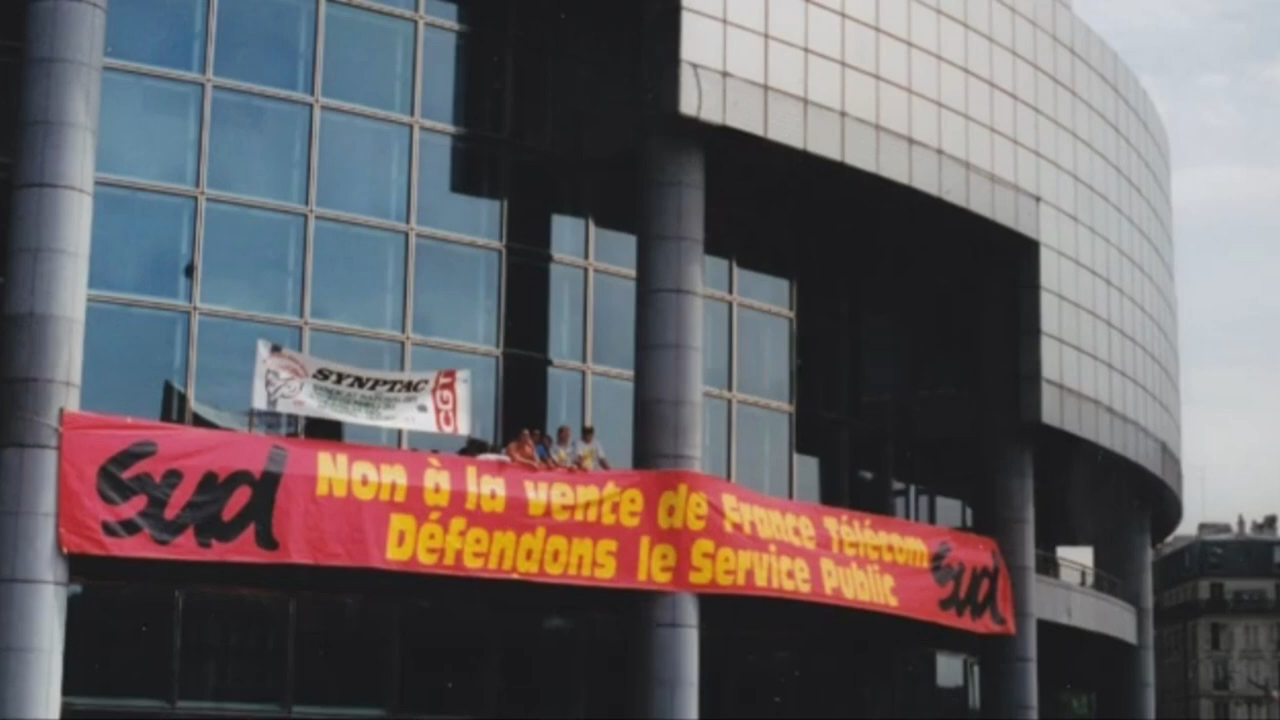 SYNPTAC
CGT
Sud
Non à la vente de France Télécom
Défendons le Service Public
Sud